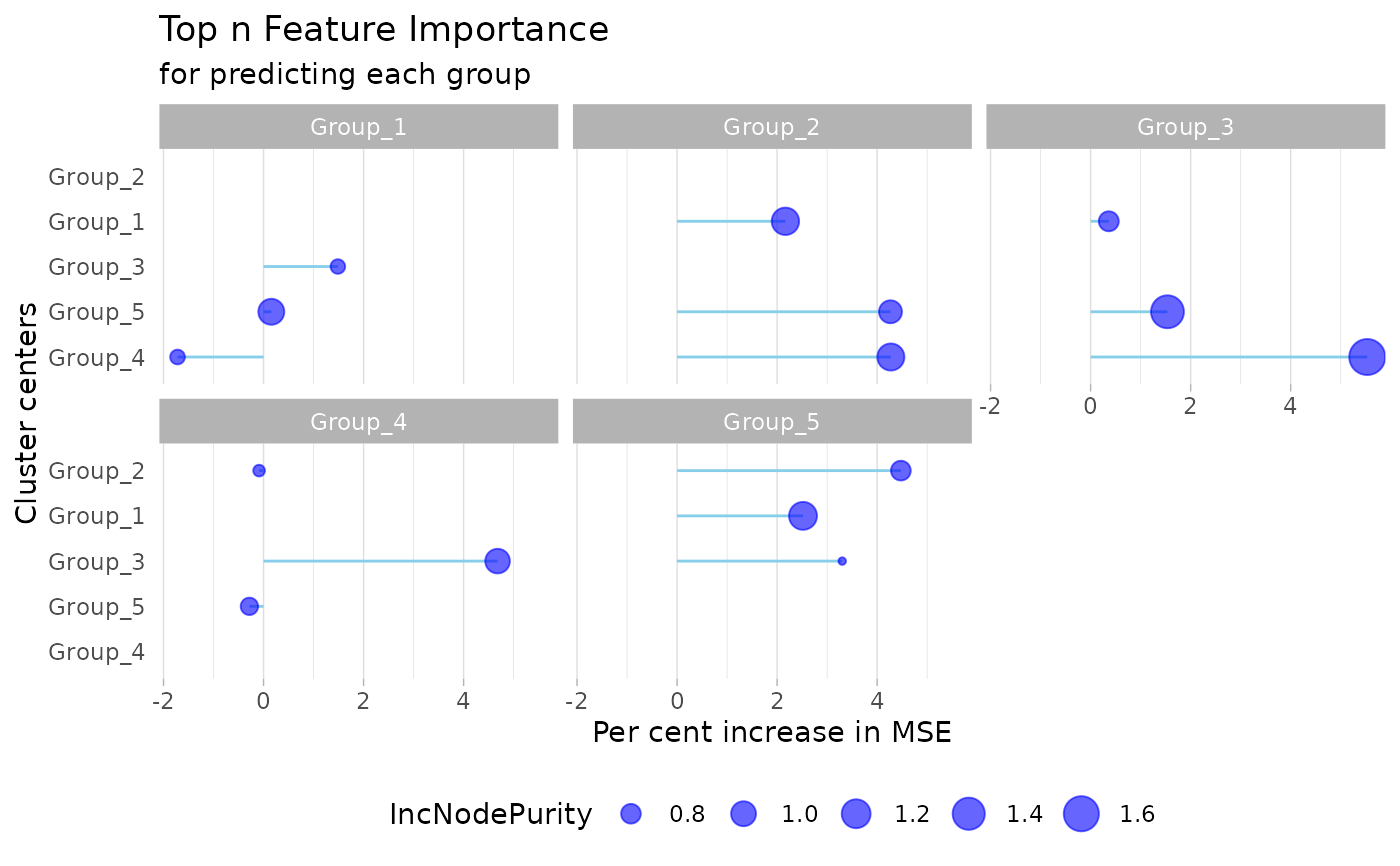 Top n Feature Importance
for predicting each group
Group_1 Group_2 Group_3
Group_2
Group_1
Group_3
Group_5
Group_4
-2 0 2 4
Group_4 Group_5
Group_2
Group_1
Group_3
Group_5
Group_4
-2 0 2 4 -2 0 2 4
Cluster centers
Per cent increase in MSE
IncNodePurity 0.8 1.0 1.2 1.4 1.6